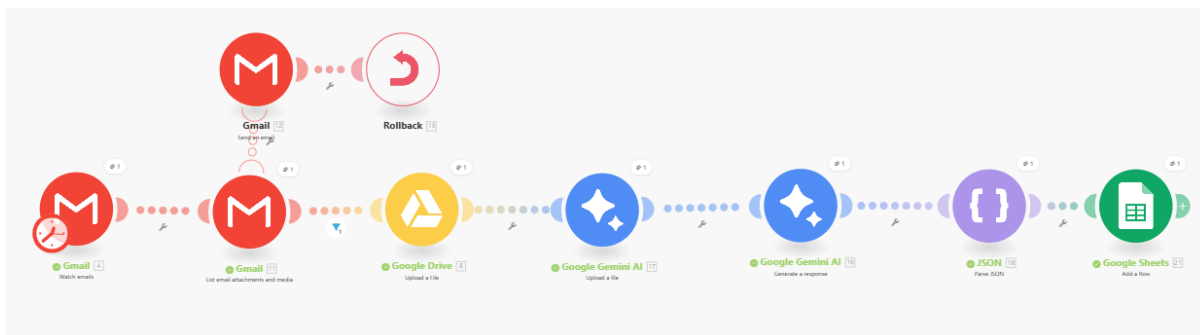 Gmail 12
Send an email
Rollback 13
1
1
1
1
1
1
1
1
Gmail 4
Watch emails
Gmail 11
List email attachments and media
Google Drive 8
Upload a File
Google Gemini AI 17
Upload a file
Google Gemini AI 16
Generate a response
JSON 18
Parse JSON
Google Sheets 21
Add a Row